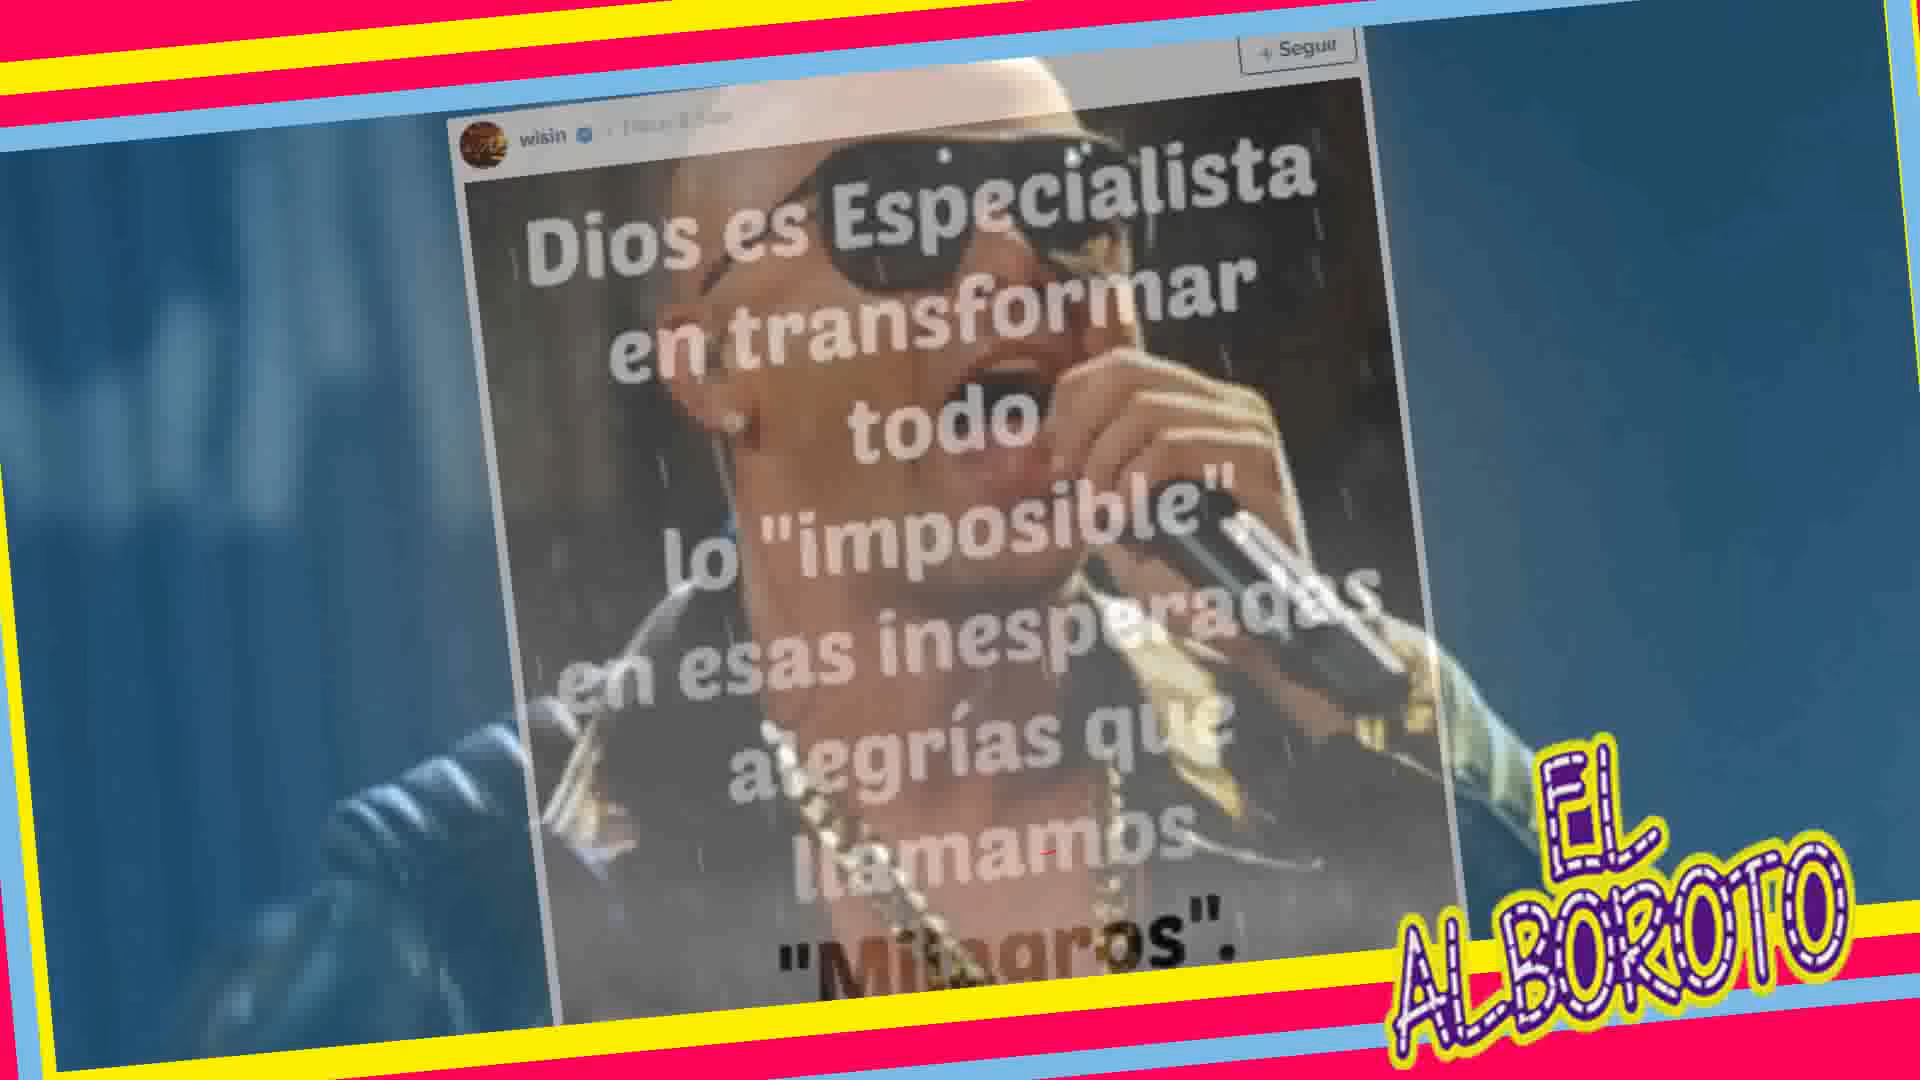 + Seguir
wisin
Dios es Especialista
en transformar
todo
lo "imposible"
en esas inesperadas
alegrías que
llamamos
"Milagros".
EL
ALBOROTO